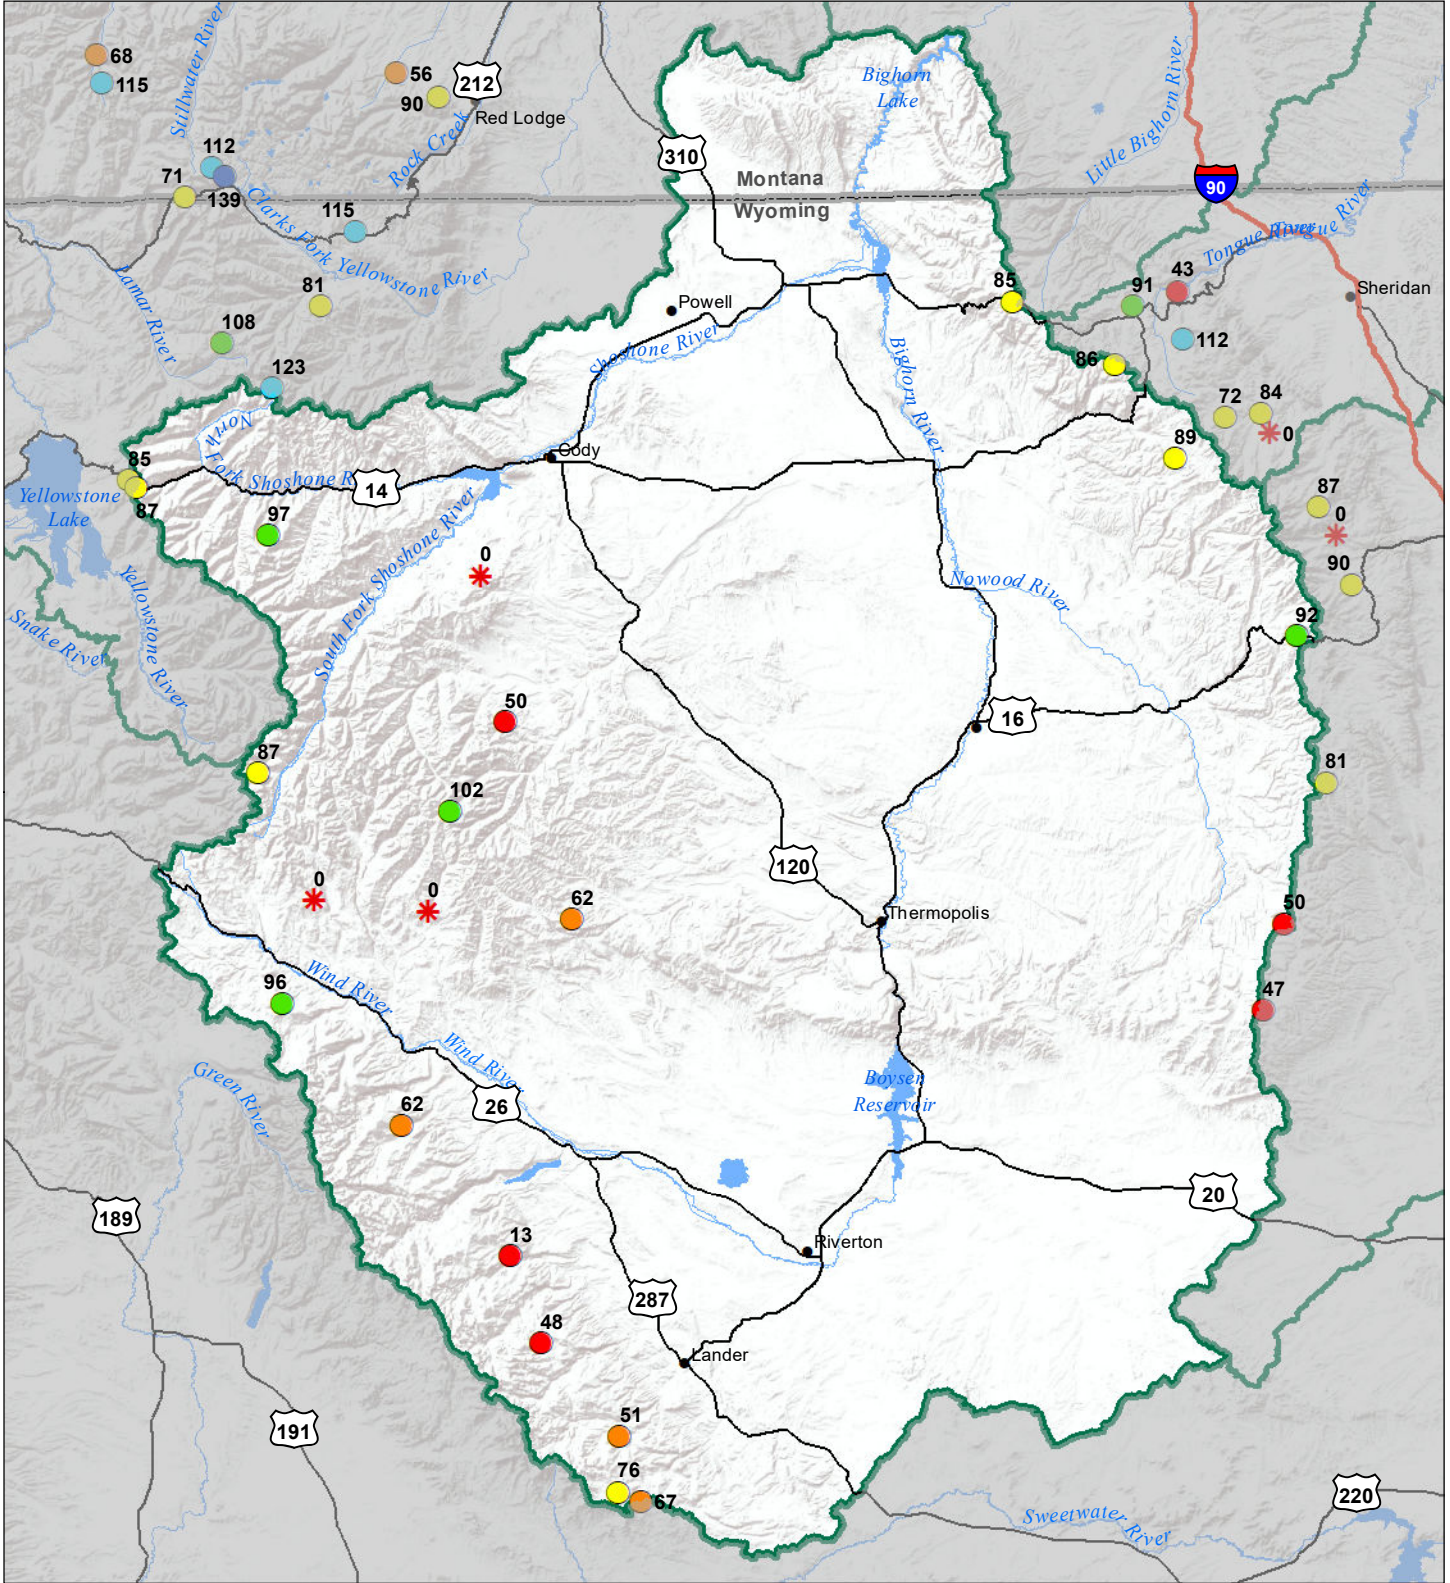 68
115
Stillwater River
56
90
212
Red Lodge
Rock Creek
Bighorn
Lake
Little Bighorn River
310
Montana
Wyoming
90
112
71
139
115
Clarks Fork Yellowstone River
Tongue River
Tongue River
81
Lamar River
108
123
Powell
Shoshone River
85
91
43
Sheridan
112
86
Bighorn River
72
84
0
89
North
Fork Shoshone R
Cody
14
85
87
Yellowstone
Lake
97
South Fork Shoshone River
0
87
0
90
Nowood River
92
Yellowstone River
Snake River
50
16
87
81
102
120
0
0
62
Thermopolis
50
96
Wind River
47
Wind River
Green River
Boysen
Reservoir
62
26
20
189
13
Riverton
287
48
Lander
191
51
76
67
220
Sweetwater
River